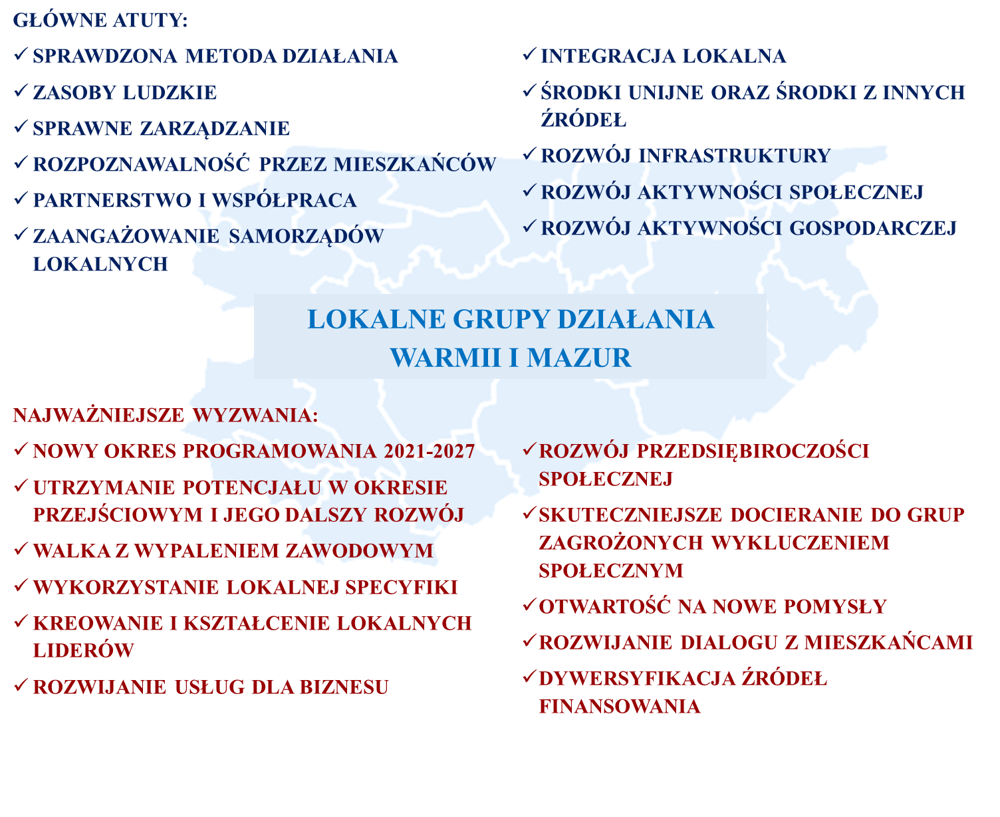 GŁÓWNE ATUTY:
✓ SPRAWDZONA METODA DZIAŁANIA
✓ ZASOBY LUDZKIE
✓ SPRAWNE ZARZĄDZANIE
✓ ROZPOZNAWALNOŚĆ PRZEZ MIESZKAŃCÓW
✓ PARTNERSTWO I WSPÓŁPRACA
✓ ZAANGAŻOWANIE SAMORZĄDÓW
LOKALNYCH
✓ INTEGRACJA LOKALNA
✓ ŚRODKI UNIJNE ORAZ ŚRODKI Z INNYCH
ŹRÓDEŁ
✓ ROZWÓJ INFRASTRUKTURY
✓ ROZWÓJ AKTYWNOŚCI SPOŁECZNEJ
✓ ROZWÓJ AKTYWNOŚCI GOSPODARCZEJ
LOKALNE GRUPY DZIAŁANIA
WARMII I MAZUR
NAJWAŻNIEJSZE WYZWANIA:
✓ NOWY OKRES PROGRAMOWANIA 2021-2027
✓ UTRZYMANIE POTENCJAŁU W OKRESIE
PRZEJŚCIOWYM I JEGO DALSZY ROZWÓJ
✓ WALKA Z WYPALENIEM ZAWODOWYM
✓ WYKORZYSTANIE LOKALNEJ SPECYFIKI
✓ KREOWANIE I KSZTAŁCENIE LOKALNYCH
LIDERÓW
✓ ROZWIJANIE USŁUG DLA BIZNESU
✓ ROZWÓJ PRZEDSIĘBIROCZOŚCI
SPOŁECZNEJ
✓ SKUTECZNIEJSZE DOCIERANIE DO GRUP
ZAGROŻONYCH WYKLUCZENIEM
SPOŁECZNYM
✓ OTWARTOŚĆ NA NOWE POMYSŁY
✓ ROZWIJANIE DIALOGU Z MIESZKAŃCAMI
✓ DYWERSYFIKACJA ŹRÓDEŁ
FINANSOWANIA